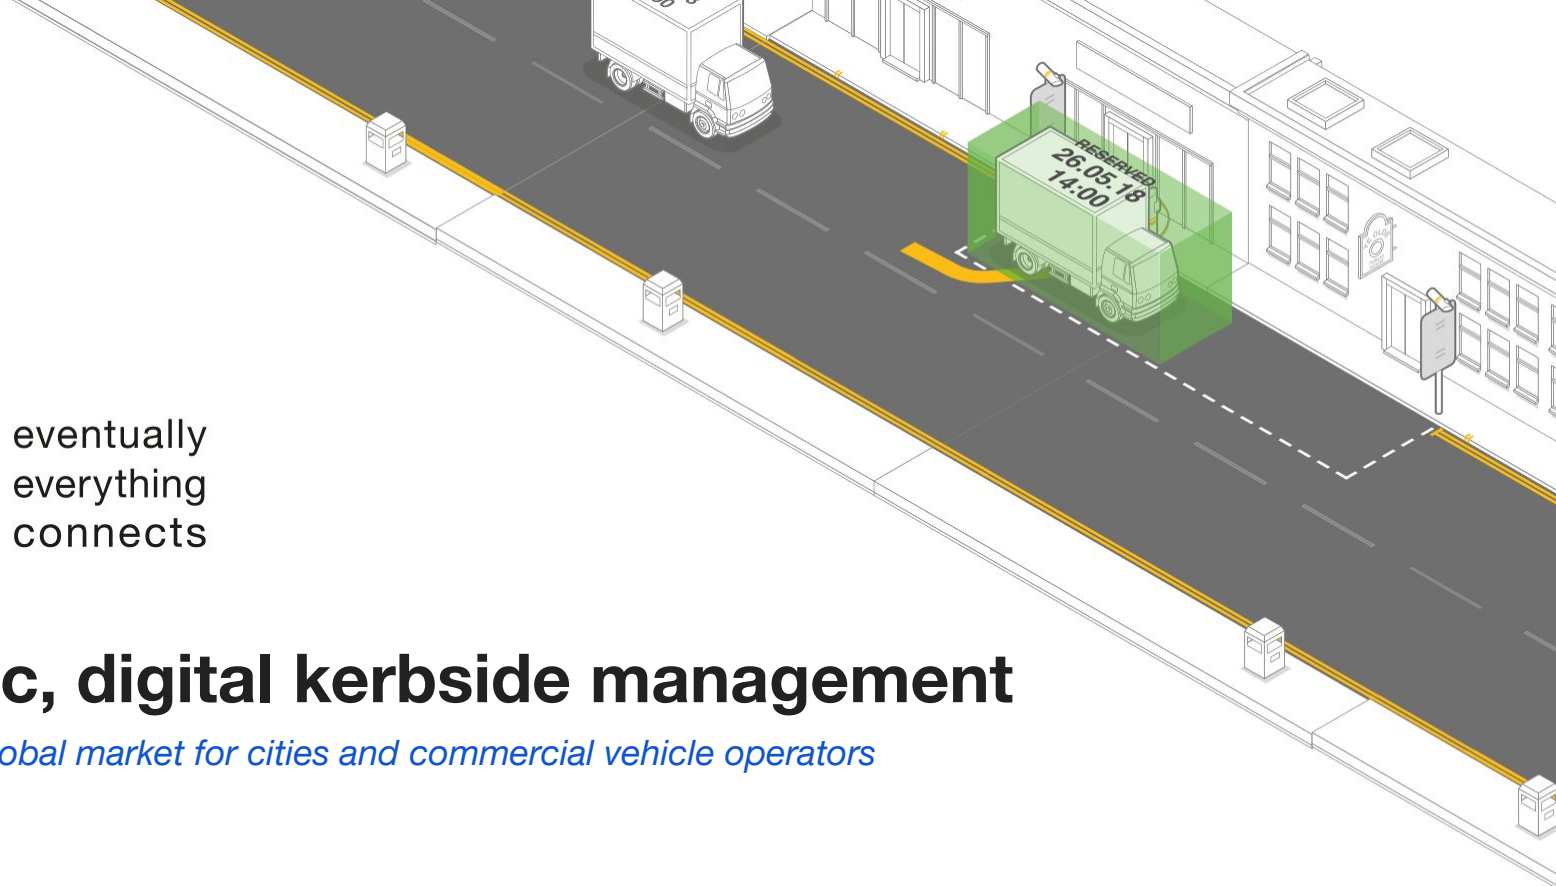 RESERVED
26.05.18
14:00
eventually
everything
connects
c, digital kerbside management
obal market for cities and commercial vehicle operators